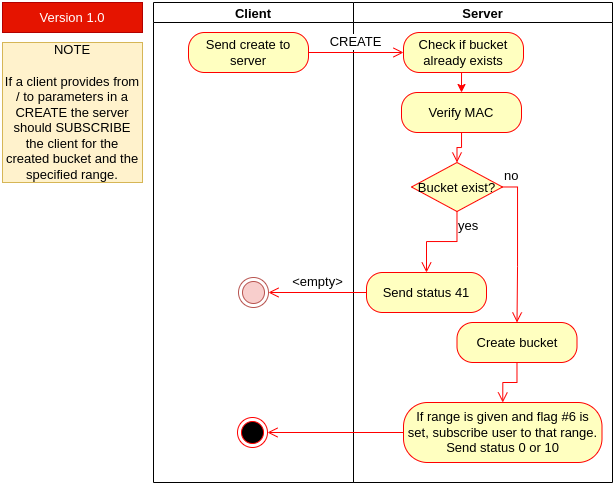 Version 1.0
NOTE
If a client provides from
/ to parameters in a
CREATE the server
should SUBSCRIBE
the client for the
created bucket and the
specified range.
Client
Server
Send create to
server
CREATE
Check if bucket
already exists
Verify MAC
Bucket exist?
no
yes
<empty>
Send status 41
Create bucket
If range is given and flag #6 is
set, subscribe user to that range.
Send status 0 or 10